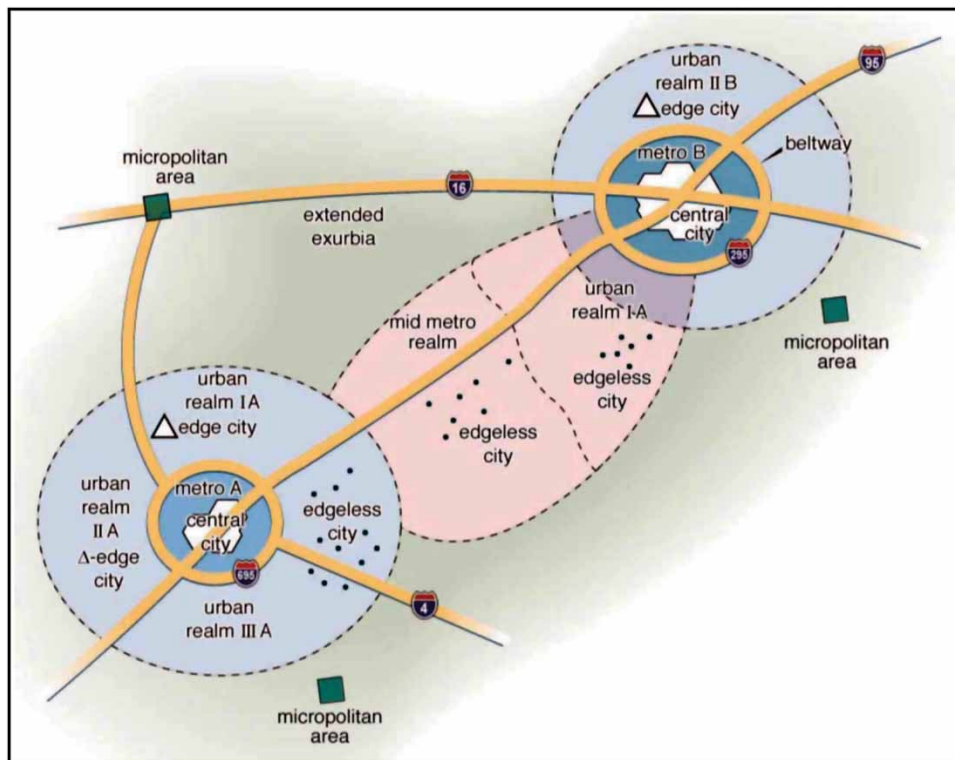 urban
realm II B
edge city
95
micropolitan
area
metro B
beltway
16
extended
exurbia
central
city
295
urban
realm I-A
mid metro
realm
micropolitan
area
edgeless
city
urban
realm I A
edge city
edgeless
city
urban
realm
II A
Δ-edge
city
metro A
central
city
edgeless
city
695
4
urban
realm III A
micropolitan
area